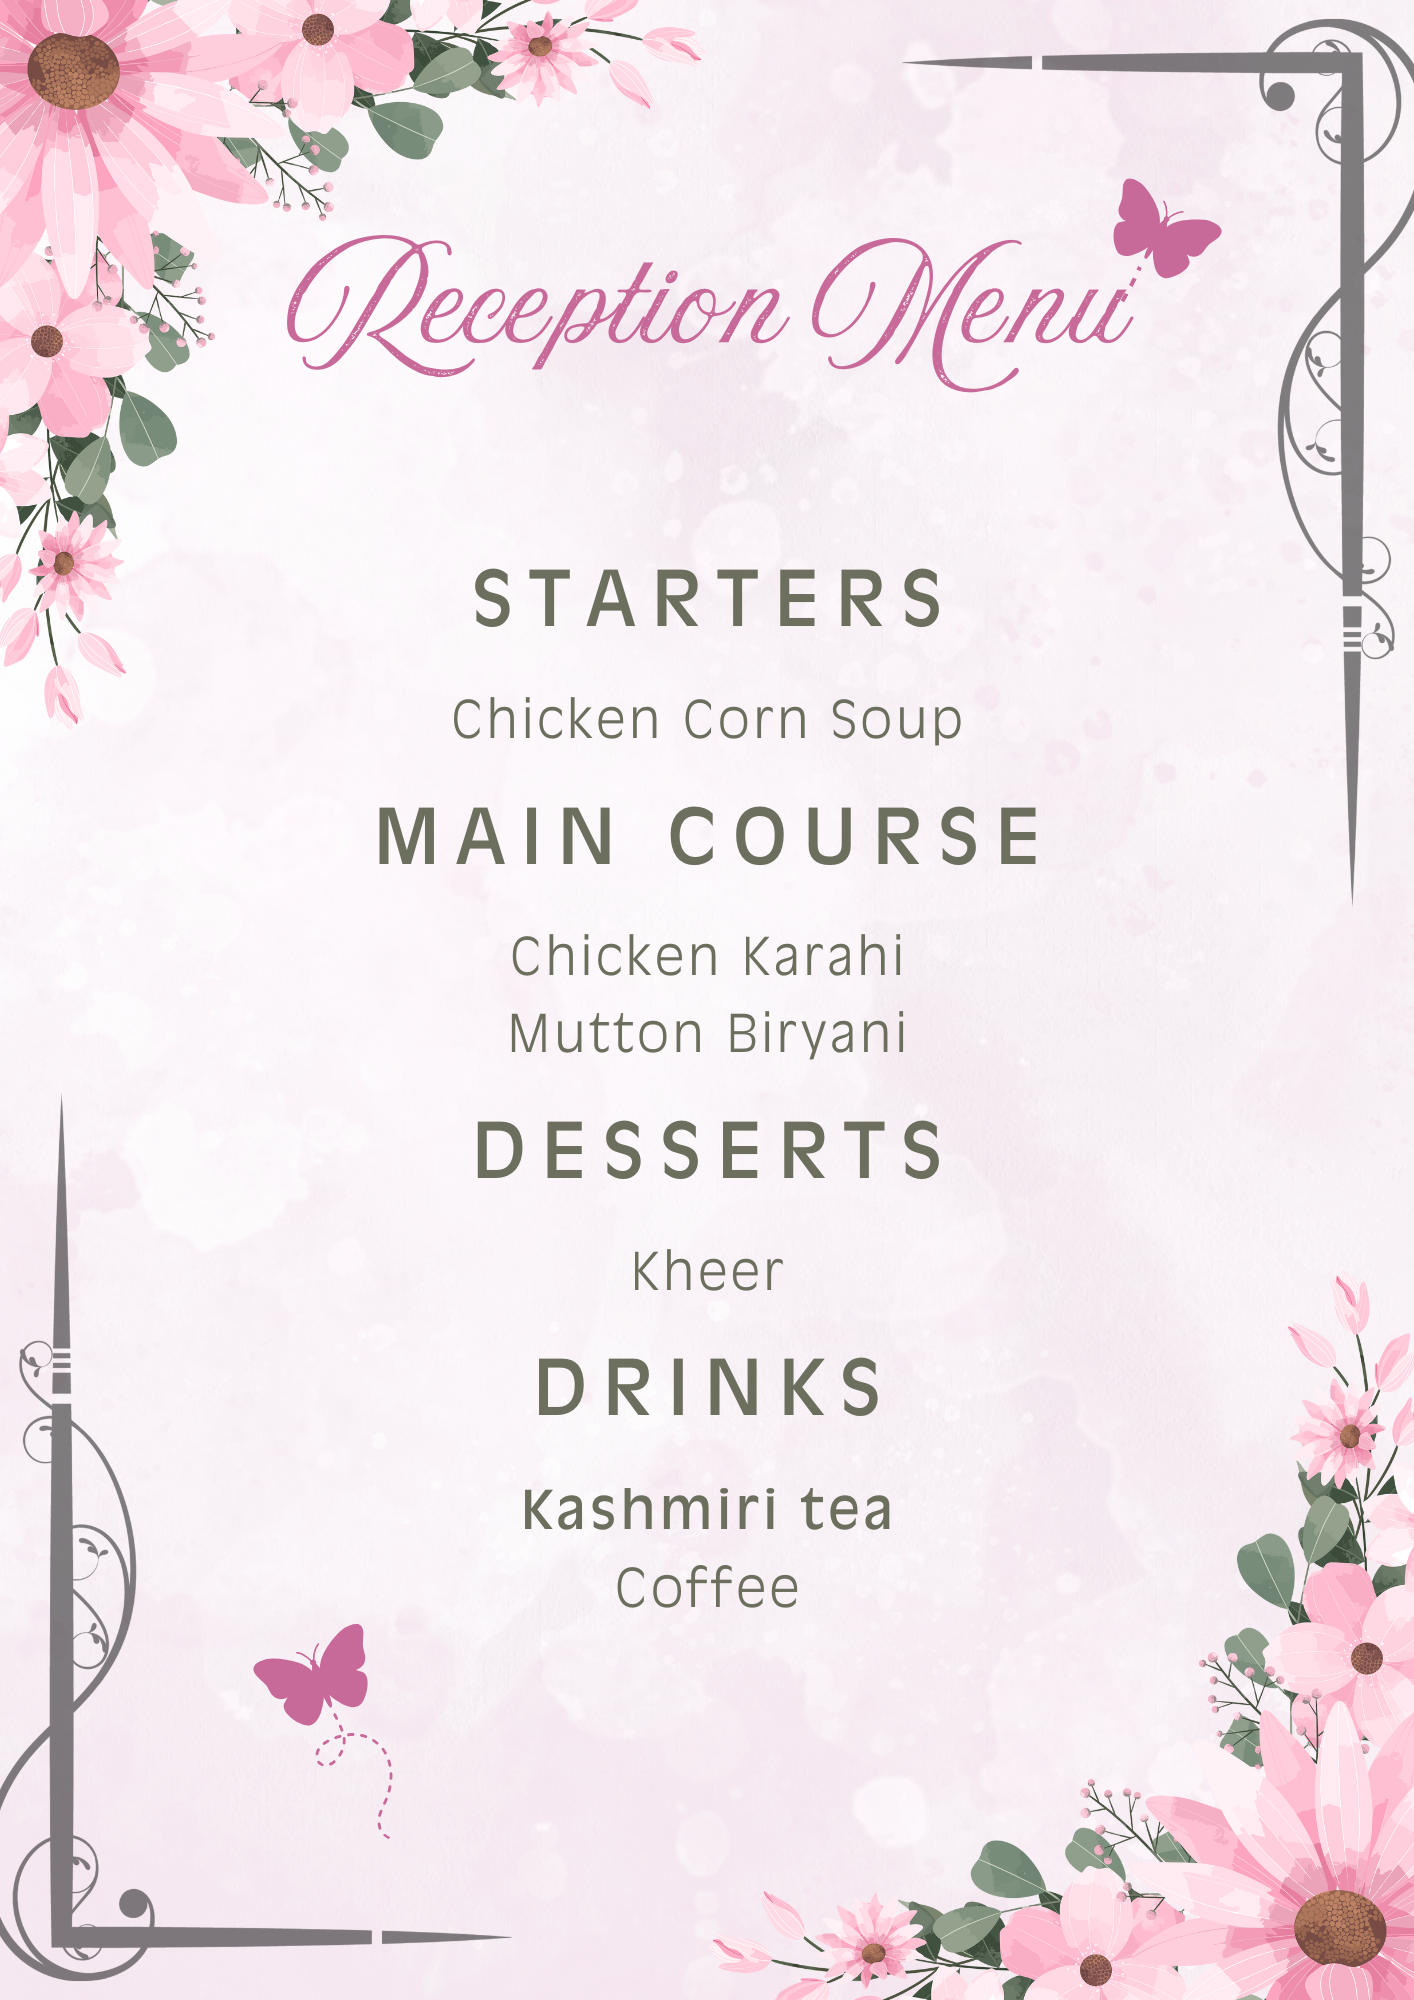 Reception Menu
STARTERS
Chicken Corn Soup
MAIN COURSE
Chicken Karahi
Mutton Biryani
DESSERTS
Kheer
DRINKS
Kashmiri tea
Coffee